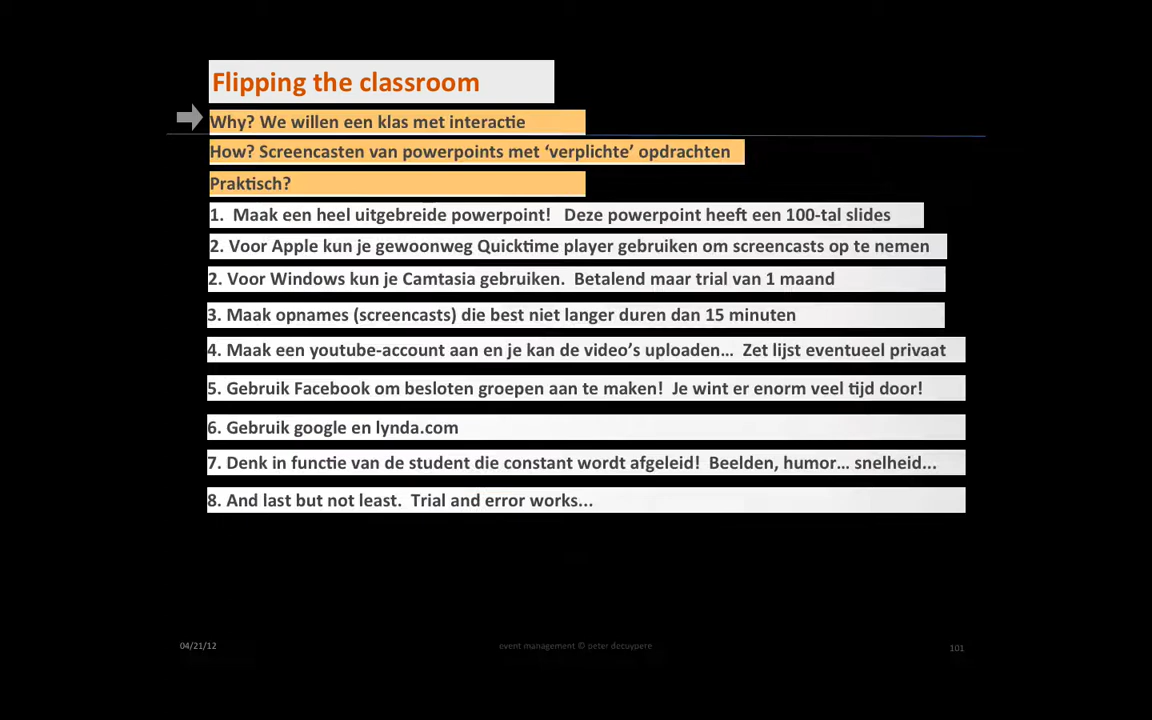 Flipping the classroom
Why? We willen een klas met interactie
How? Screencasten van powerpoints met ‘verplichte’ opdrachten
Praktisch?
1.  Maak een heel uitgebreide powerpoint!   Deze powerpoint heeft een 100-tal slides
2. Voor Apple kun je gewoonweg Quicktime player gebruiken om screencasts op te nemen
2. Voor Windows kun je Camtasia gebruiken.  Betalend maar trial van 1 maand
3. Maak opnames (screencasts) die best niet langer duren dan 15 minuten
4. Maak een youtube-account aan en je kan de video’s uploaden…  Zet lijst eventueel privaat
5. Gebruik Facebook om besloten groepen aan te maken!  Je wint er enorm veel tijd door!
6. Gebruik google en lynda.com
7. Denk in functie van de student die constant wordt afgeleid!  Beelden, humor… snelheid...
8. And last but not least.  Trial and error works...
04/21/12
event management © peter decuypere
101